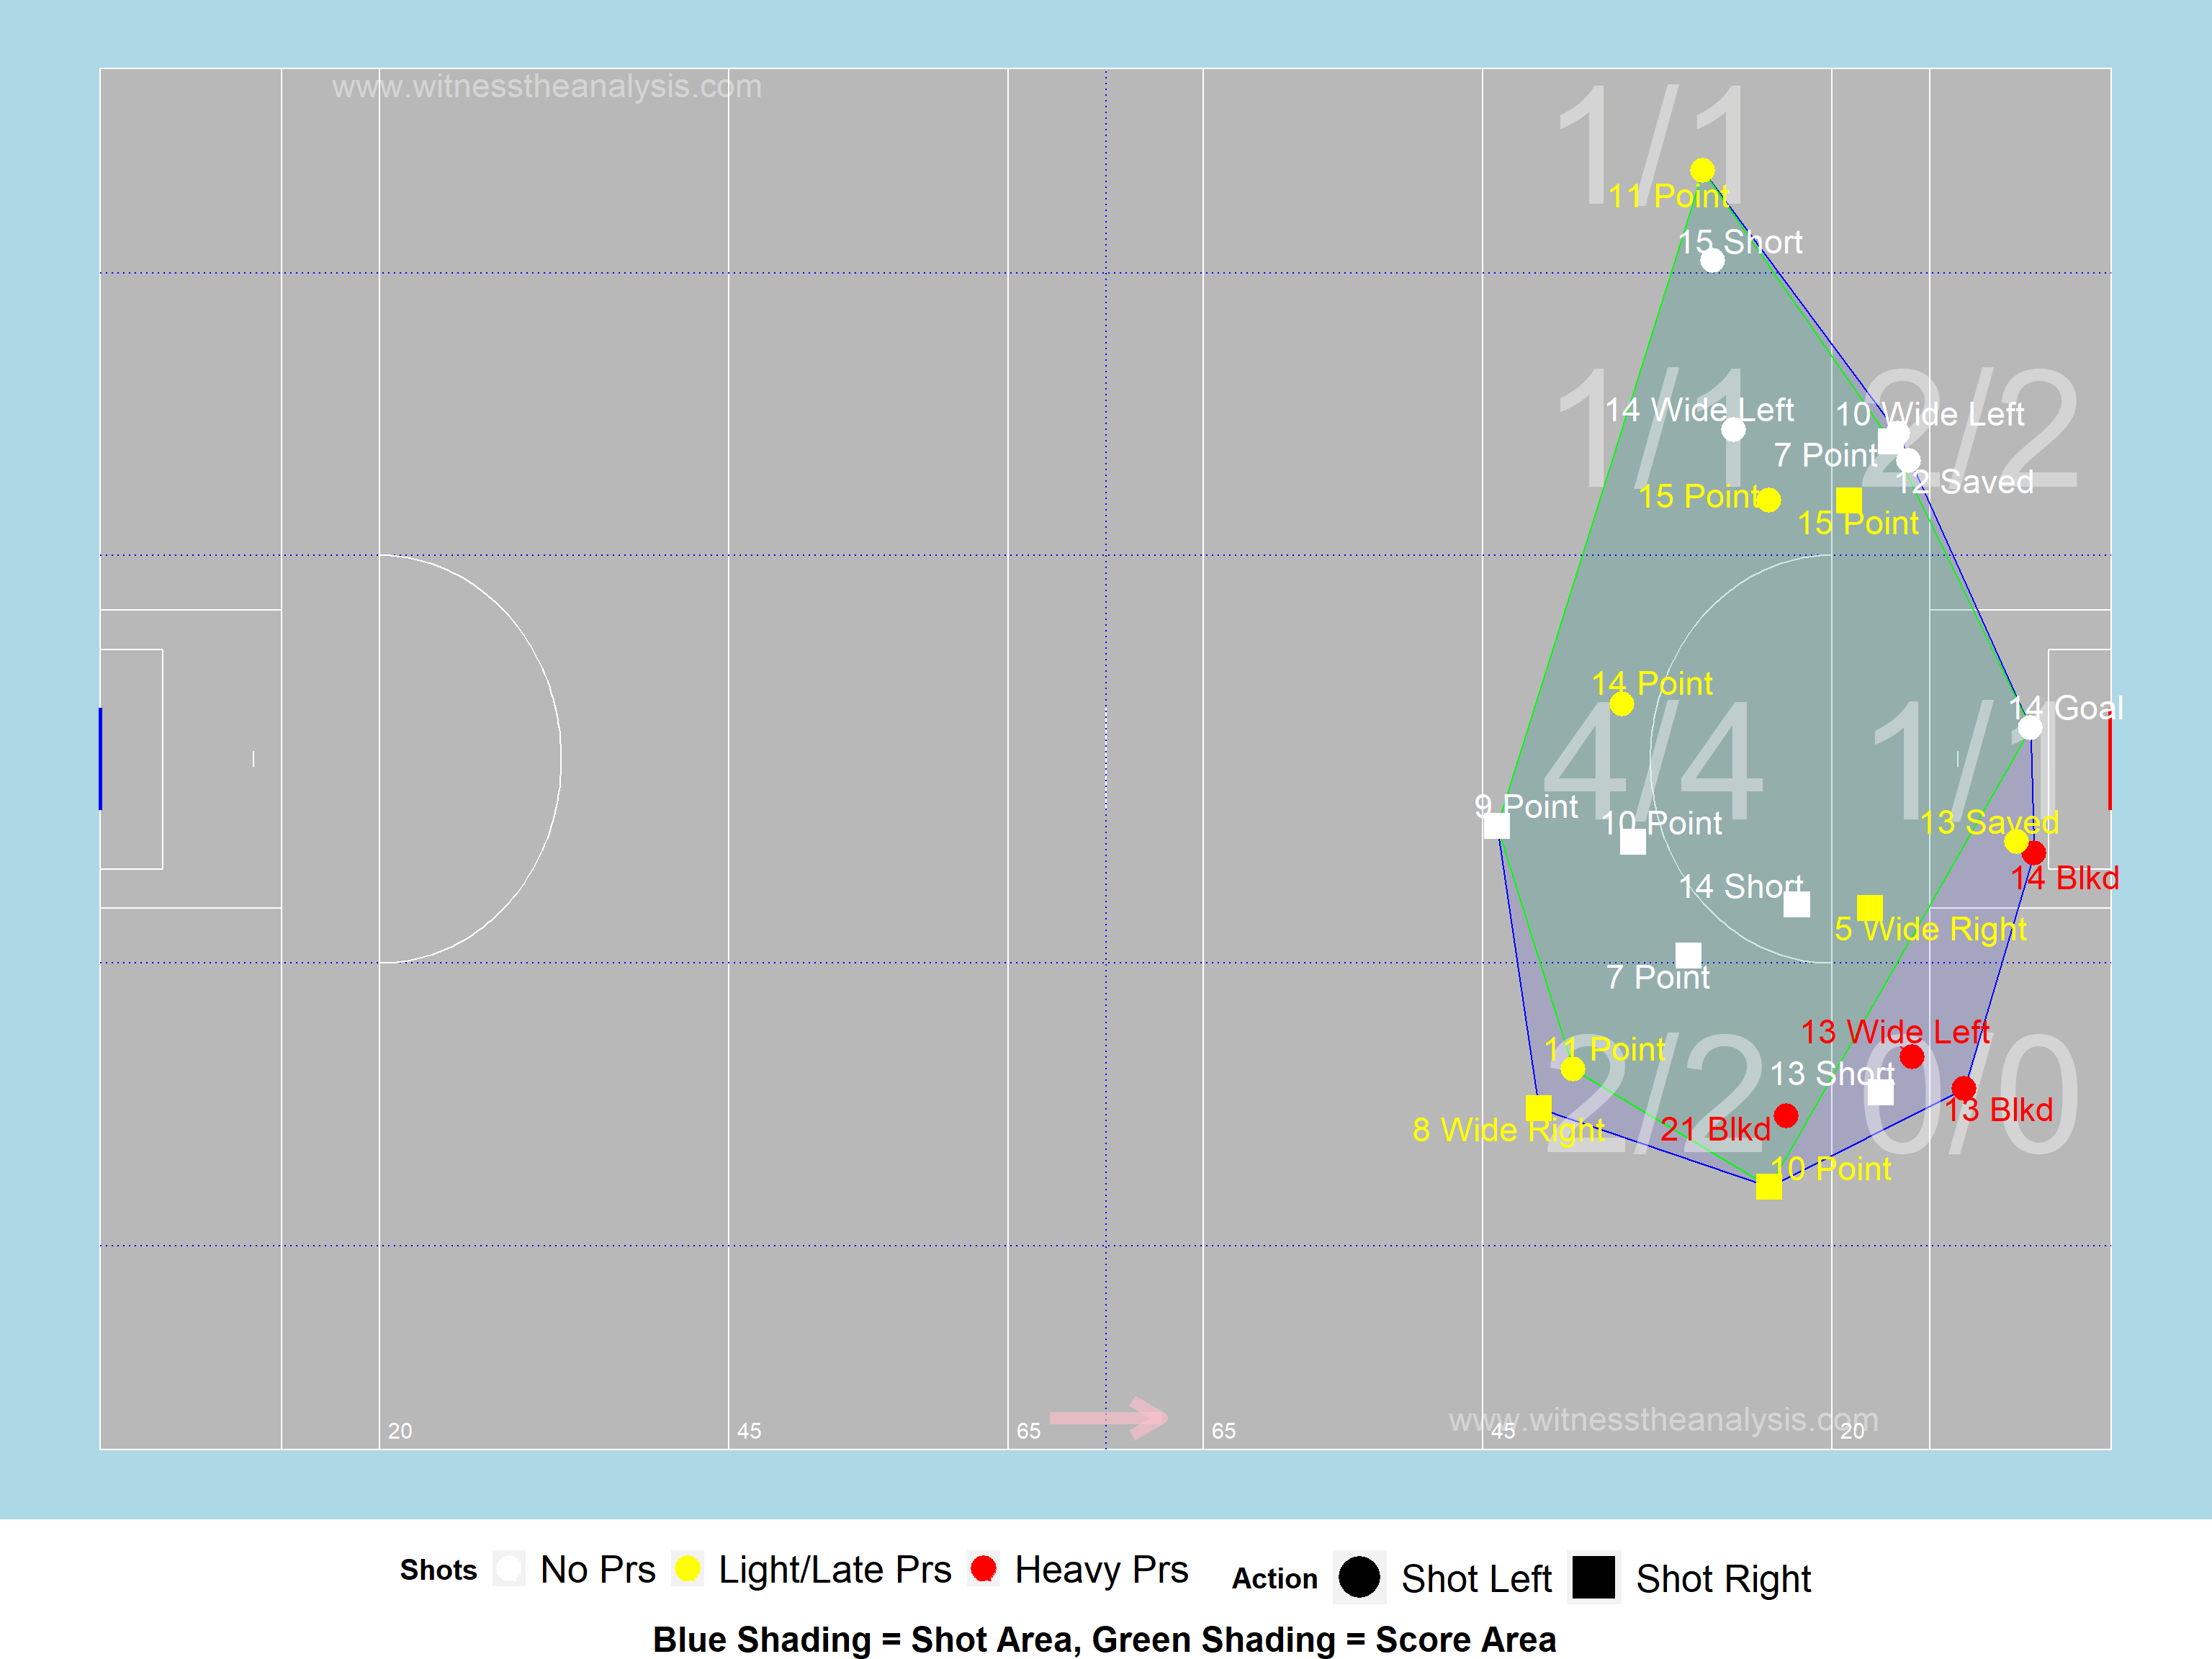 www.witnesstheanalysis.com
1/1
11 Point
15 Short
1/1
2/2
14 Wide Left
10 Wide Left
7 Point
12 Saved
15 Point
15 Point
14 Point
14 Goal
4/4
1/1
9 Point
10 Point
13 Saved
14 Blkd
14 Short
5 Wide Right
7 Point
13 Wide Left
11 Point
2/2
0/0
13 Short
13 Blkd
8 Wide Right
21 Blkd
10 Point
www.witnesstheanalysis.com
20 45 65 65 45 20
Shots No Prs Light/Late Prs Heavy Prs Action Shot Left Shot Right
Blue Shading = Shot Area, Green Shading = Score Area